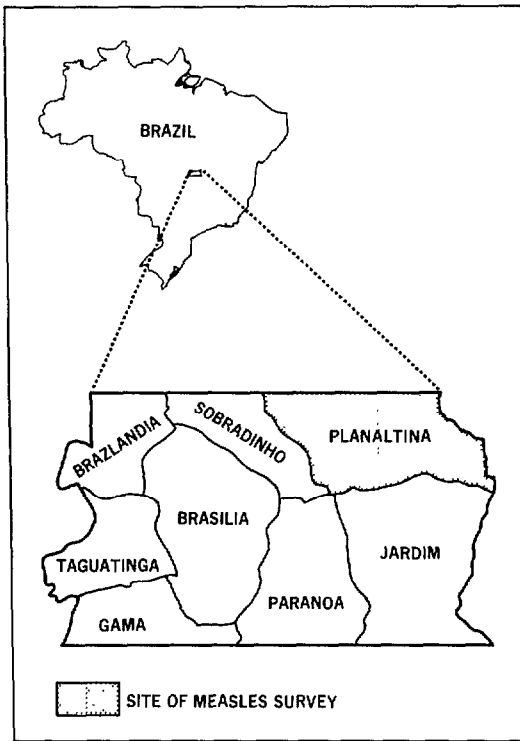 BRAZIL
BRAZLANDIA
SOBRADINHO
PLANALTINA
BRASILIA
TAGUATINGA
JARDIM
PARANOA
GAMA
SITE OF MEASLES SURVEY